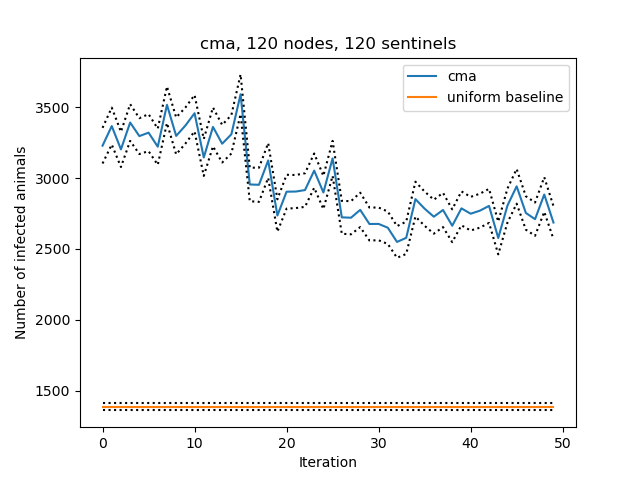 cma, 120 nodes, 120 sentinels
cma
uniform baseline
Number of infected animals
3500
3000
2500
2000
1500
0 10 20 30 40 50
Iteration